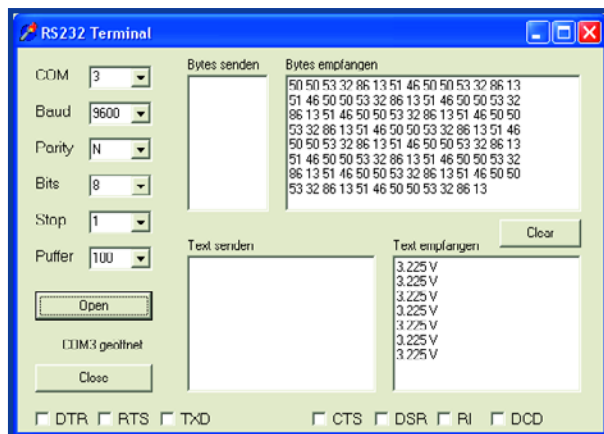 RS232 Terminal
COM 3
Baud 9600
Parity N
Bits 8
Stop 1
Puffer 100
Open
COM3 geöffnet
Close
Bytes senden
Bytes empfangen
50 50 53 32 86 13 51 46 50 50 53 32 86 13
51 46 50 50 53 32 86 13 51 46 50 50 53 32
86 13 51 46 50 50 53 32 86 13 51 46 50 50
53 32 86 13 51 46 50 50 53 32 86 13 51 46
50 50 53 32 86 13 51 46 50 50 53 32 86 13
51 46 50 50 53 32 86 13 51 46 50 50 53 32
86 13 51 46 50 50 53 32 86 13 51 46 50 50
53 32 86 13 51 46 50 50 53 32 86 13
Clear
Text senden
Text empfangen
3.225 V
3.225 V
3.225 V
3.225 V
3.225 V
3.225 V
3.225 V
DTR RTS TXD CTS DSR RI DCD